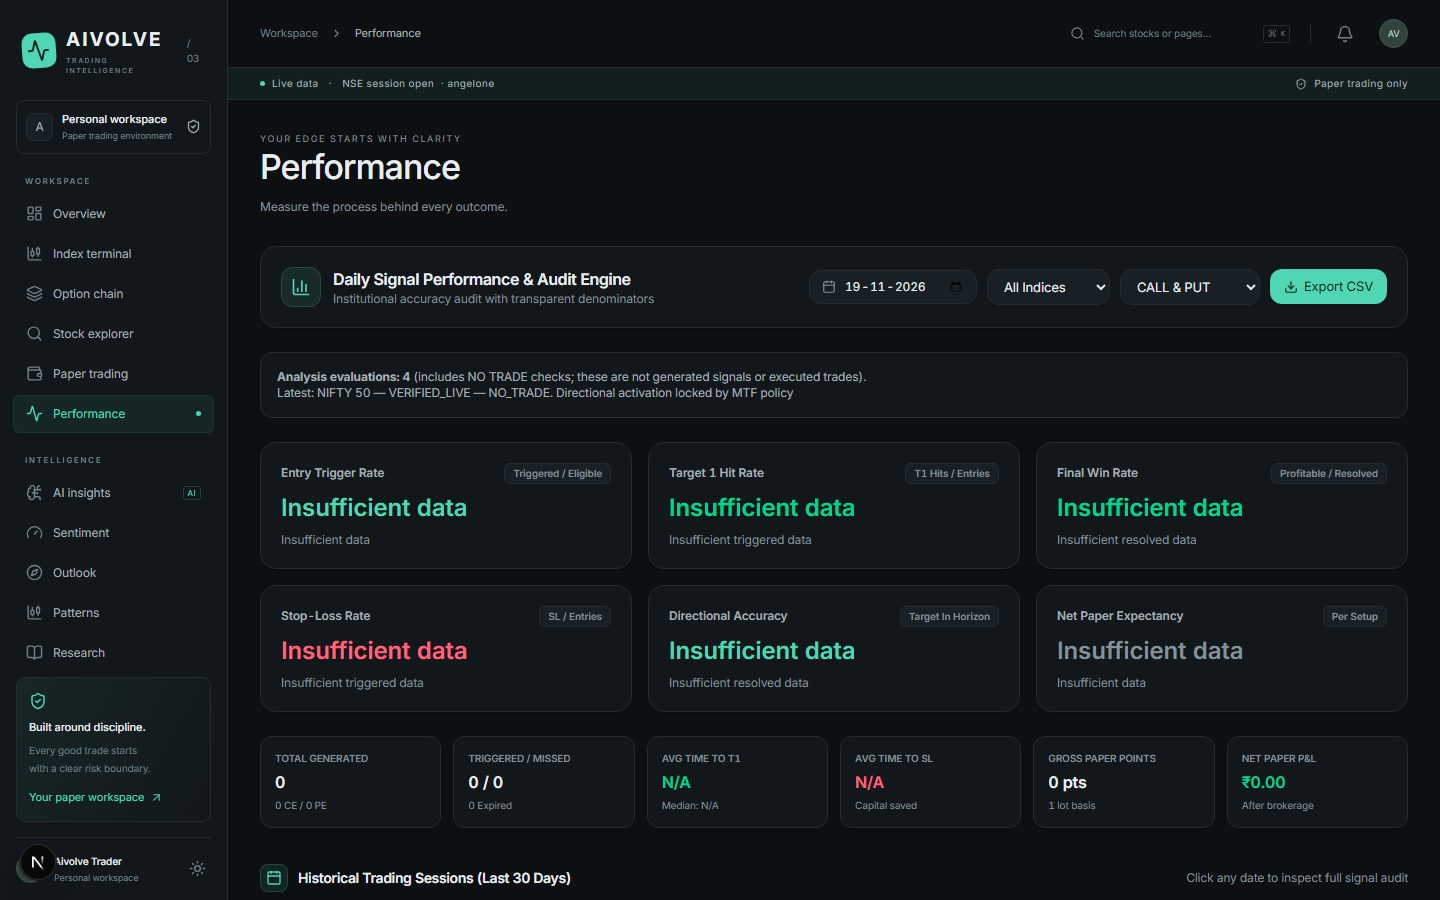 AIVOLVE
TRADING
INTELLIGENCE
/
03
A
Personal workspace
Paper trading environment
WORKSPACE
Overview
Index terminal
Option chain
Stock explorer
Paper trading
Performance
INTELLIGENCE
AI insights
AI
Sentiment
Outlook
Patterns
Research
Built around discipline.
Every good trade starts
with a clear risk boundary.
Your paper workspace
N
Aivolve Trader
Personal workspace
Workspace
Performance
Search stocks or pages...
⌘ K
AV
Live data · NSE session open · angelone
Paper trading only
YOUR EDGE STARTS WITH CLARITY
Performance
Measure the process behind every outcome.
Daily Signal Performance & Audit Engine
Institutional accuracy audit with transparent denominators
19-11-2026
All Indices
CALL & PUT
Export CSV
Analysis evaluations: 4 (includes NO TRADE checks; these are not generated signals or executed trades).
Latest: NIFTY 50 — VERIFIED_LIVE — NO_TRADE. Directional activation locked by MTF policy
Entry Trigger Rate
Triggered / Eligible
Insufficient data
Insufficient data
Target 1 Hit Rate
T1 Hits / Entries
Insufficient data
Insufficient triggered data
Final Win Rate
Profitable / Resolved
Insufficient data
Insufficient resolved data
Stop-Loss Rate
SL / Entries
Insufficient data
Insufficient triggered data
Directional Accuracy
Target In Horizon
Insufficient data
Insufficient resolved data
Net Paper Expectancy
Per Setup
Insufficient data
Insufficient data
TOTAL GENERATED
0
0 CE / 0 PE
TRIGGERED / MISSED
0 / 0
0 Expired
AVG TIME TO T1
N/A
Median: N/A
AVG TIME TO SL
N/A
Capital saved
GROSS PAPER POINTS
0 pts
1 lot basis
NET PAPER P&L
₹0.00
After brokerage
Historical Trading Sessions (Last 30 Days)
Click any date to inspect full signal audit